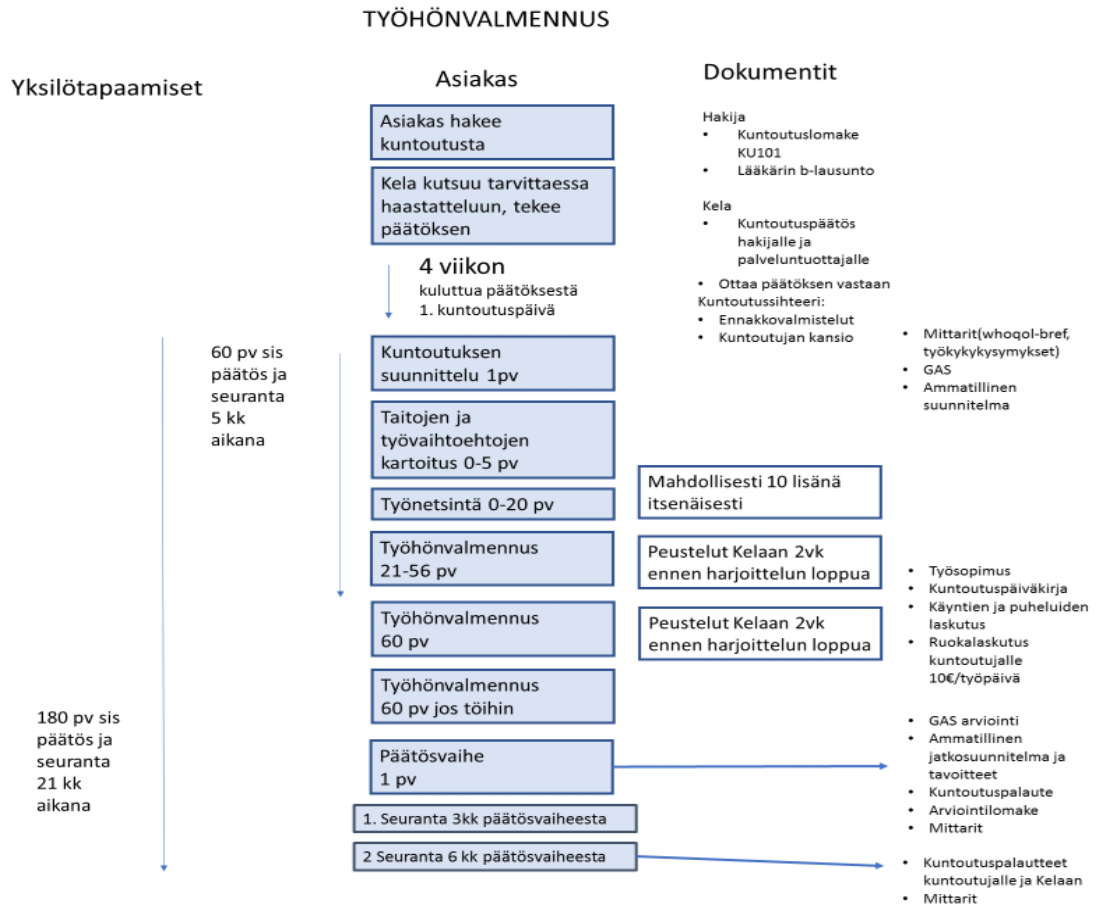 TYÖHÖNVALMENNUS
Yksilötapaamiset
Asiakas
Dokumentit
Asiakas hakee
kuntoutusta
Kela kutsuu tarvittaessa
haastatteluun, tekee
päätöksen
4 viikon
kuluttua päätöksestä
1. kuntoutuspäivä
Hakija
• Kuntoutuslomake
KU101
• Lääkärin b-lausunto
Kela
• Kuntoutuspäätös
hakijalle ja
palveluntuottajalle
• Ottaa päätöksen vastaan
Kuntoutussihteeri:
• Ennakkovalmistelut
• Kuntoutujan kansio
60 pv sis
päätös ja
seuranta
5 kk
aikana
Kuntoutuksen
suunnittelu 1pv
• Mittarit(whoqol-bref,
työkykykysymykset)
• GAS
• Ammatillinen
suunnitelma
Taitojen ja
työvaihtoehtojen
kartoitus 0-5 pv
Työnetsintä 0-20 pv
Mahdollisesti 10 lisänä
itsenäisesti
Työhönvalmennus
21-56 pv
Peustelut Kelaan 2vk
ennen harjoittelun loppua
Työhönvalmennus
60 pv
Peustelut Kelaan 2vk
ennen harjoittelun loppua
• Työsopimus
• Kuntoutuspäiväkirja
• Käyntien ja puheluiden
laskutus
• Ruokalaskutus
kuntoutujalle
10€/työpäivä
Työhönvalmennus
60 pv jos töihin
180 pv sis
päätös ja
seuranta
21 kk
aikana
Päätösvaihe
1 pv
• GAS arviointi
• Ammatillinen
jatkosuunnitelma ja
tavoitteet
• Kuntoutuspalaute
• Arviointilomake
• Mittarit
1. Seuranta 3kk päätösvaiheesta
2 Seuranta 6 kk päätösvaiheesta
• Kuntoutuspalautteet
kuntoutujalle ja Kelaan
• Mittarit